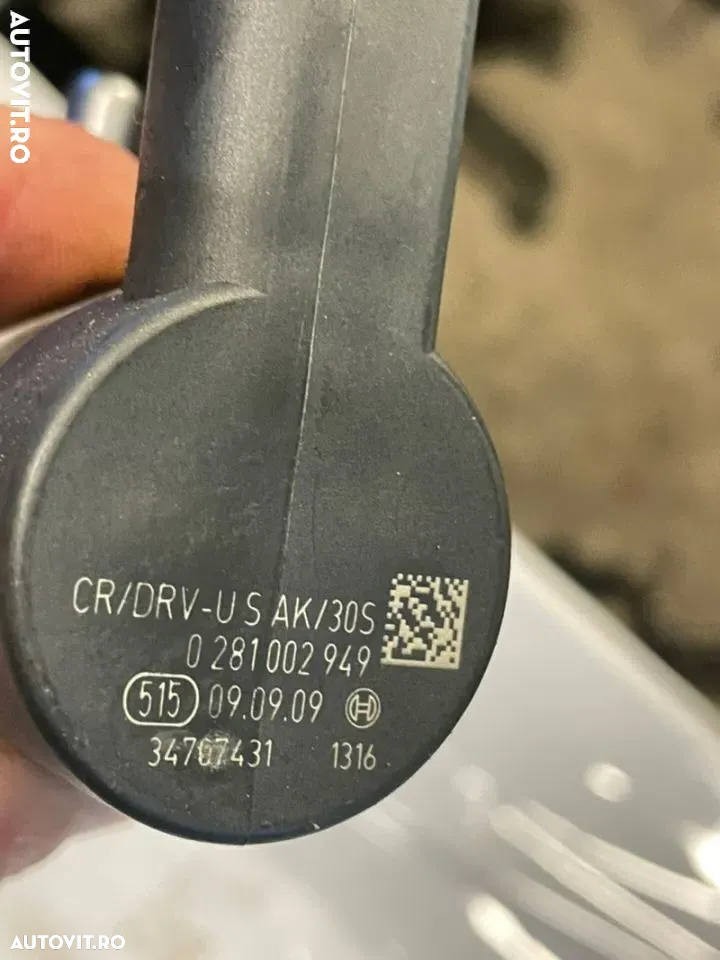 AUTOVIT.RO
CR/DRV-U S AK/30S
0 281 002 949
515 09.09.09
34707431 1316
AUTOVIT.RO